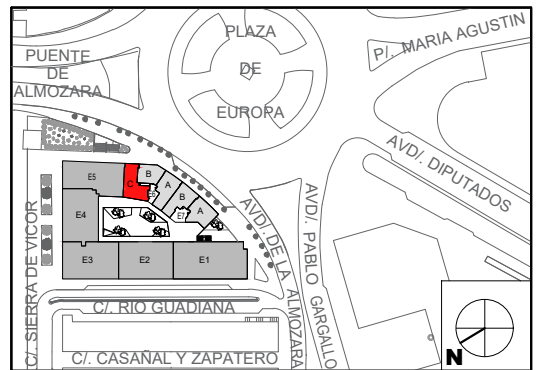 PLAZA
DE
EUROPA
P/. MARIA AGUSTIN
PUENTE
DE
ALMOZARA
AVD/. DIPUTADOS
E5
C
B
A
B
A
E6
E7
E4
E3
E2
E1
AVD/. DE LA ALMOZARA
AVD/. PABLO GARGALLO
C/. SIERRA DE VICOR
C/. RIO GUADIANA
C/. CASAÑAL Y ZAPATERO
N